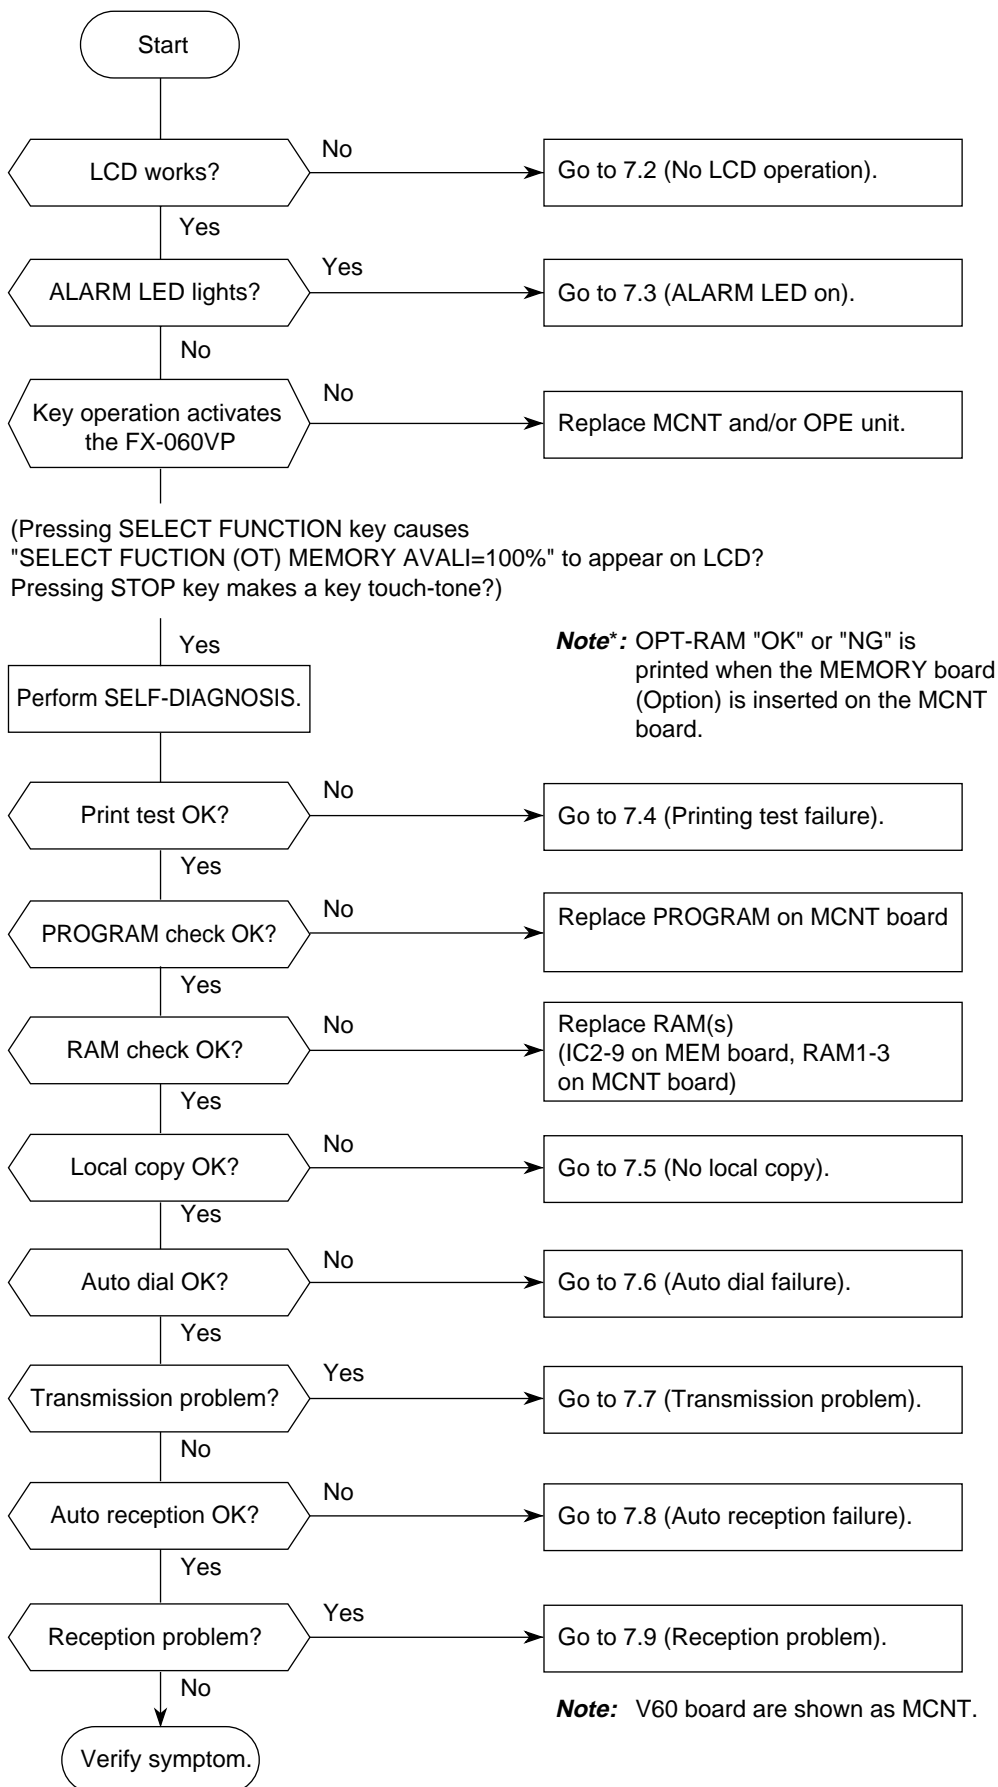 Start
LCD works?
No
Go to 7.2 (No LCD operation).
Yes
ALARM LED lights?
Yes
Go to 7.3 (ALARM LED on).
No
Key operation activates
the FX-060VP
No
Replace MCNT and/or OPE unit.
(Pressing SELECT FUNCTION key causes
"SELECT FUCTION (OT) MEMORY AVALI=100%" to appear on LCD?
Pressing STOP key makes a key touch-tone?)
Yes
Note*: OPT-RAM "OK" or "NG" is
printed when the MEMORY board
(Option) is inserted on the MCNT
board.
Perform SELF-DIAGNOSIS.
Print test OK?
No
Go to 7.4 (Printing test failure).
Yes
PROGRAM check OK?
No
Replace PROGRAM on MCNT board
Yes
RAM check OK?
No
Replace RAM(s)
(IC2-9 on MEM board, RAM1-3
on MCNT board)
Yes
Local copy OK?
No
Go to 7.5 (No local copy).
Yes
Auto dial OK?
No
Go to 7.6 (Auto dial failure).
Yes
Transmission problem?
Yes
Go to 7.7 (Transmission problem).
No
Auto reception OK?
No
Go to 7.8 (Auto reception failure).
Yes
Reception problem?
Yes
Go to 7.9 (Reception problem).
No
Note: V60 board are shown as MCNT.
Verify symptom.